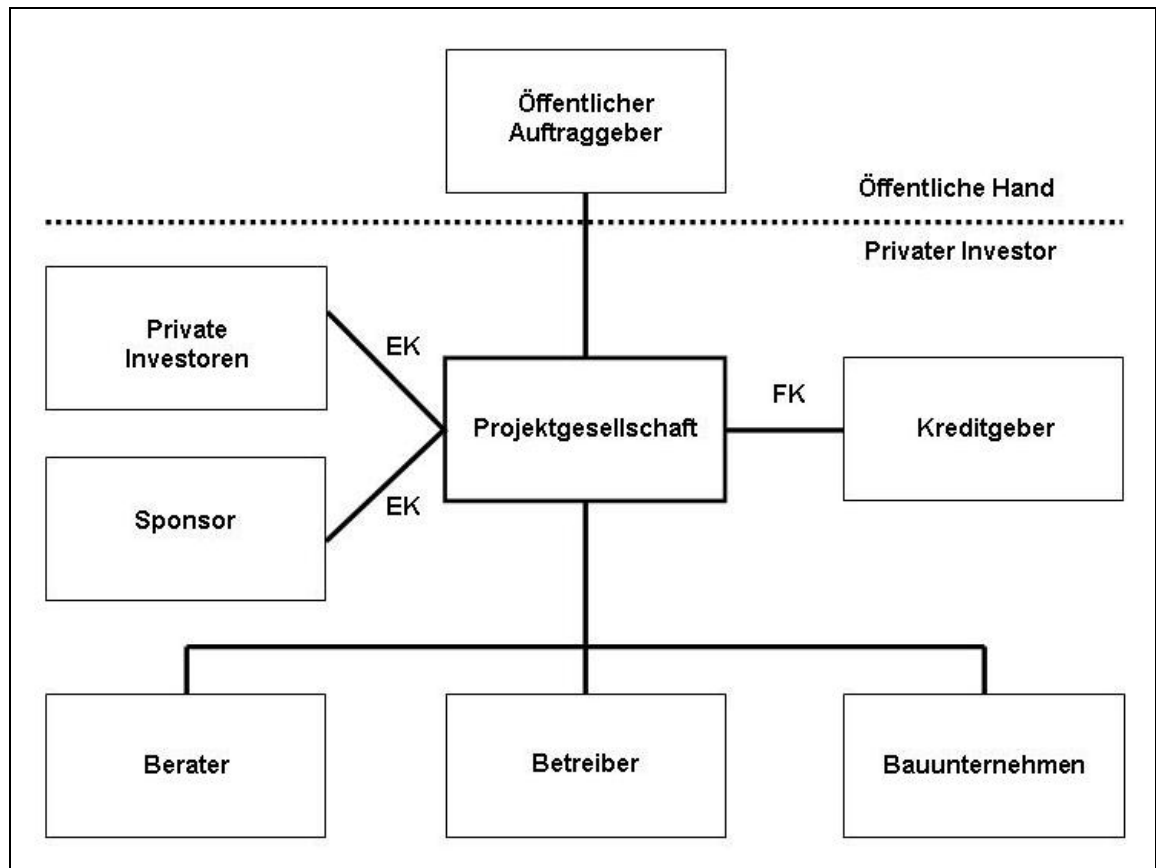 Öffentlicher
Auftraggeber
Öffentliche Hand
Privater Investor
Private
Investoren
EK
Projektgesellschaft
FK
Kreditgeber
Sponsor
EK
Berater
Betreiber
Bauunternehmen